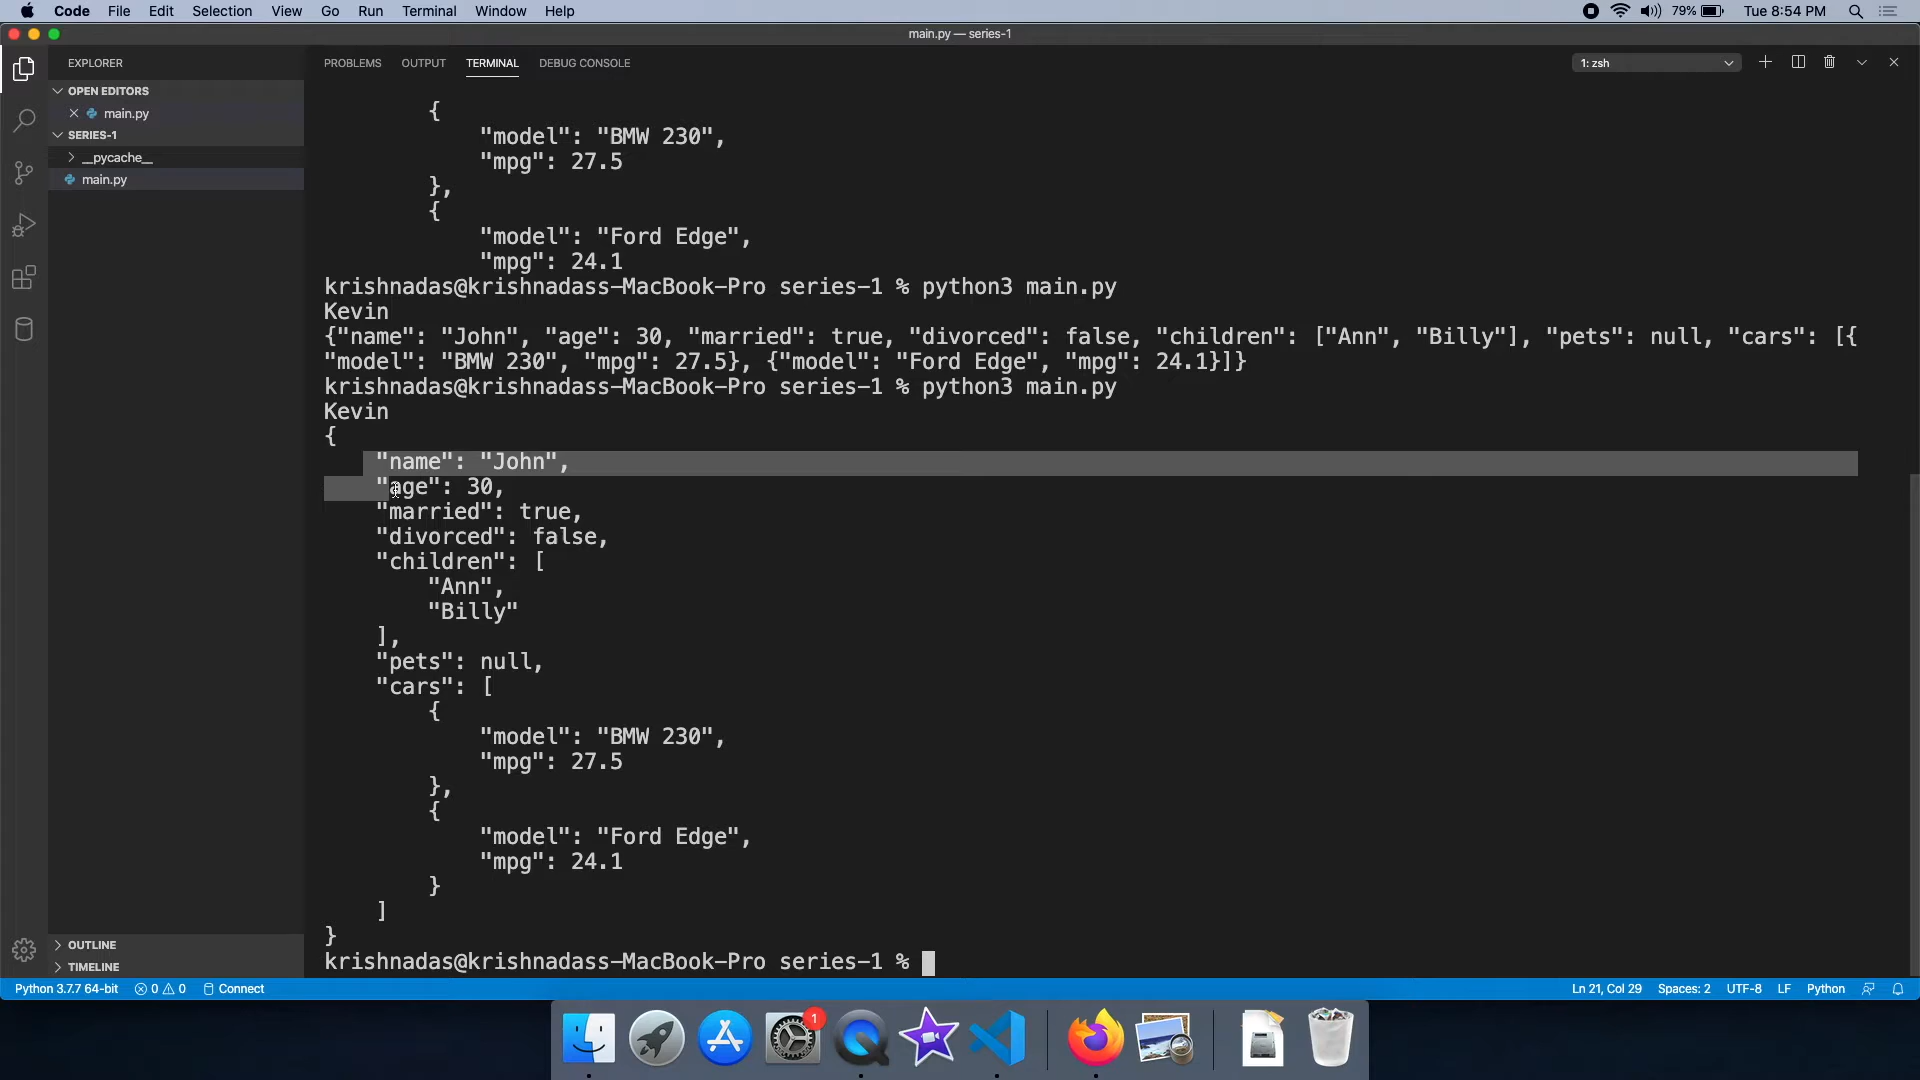 Code File Edit Selection View Go Run Terminal Window Help 79% Tue 8:54 PM
main.py — series-1
EXPLORER
OPEN EDITORS
main.py
SERIES-1
__pycache__
main.py
OUTLINE
TIMELINE
PROBLEMS OUTPUT TERMINAL DEBUG CONSOLE 1: zsh
{
"model": "BMW 230",
"mpg": 27.5
},
{
"model": "Ford Edge",
"mpg": 24.1
krishnadas@krishnadass-MacBook-Pro series-1 % python3 main.py
Kevin
{"name": "John", "age": 30, "married": true, "divorced": false, "children": ["Ann", "Billy"], "pets": null, "cars": [{
"model": "BMW 230", "mpg": 27.5}, {"model": "Ford Edge", "mpg": 24.1}]}
krishnadas@krishnadass-MacBook-Pro series-1 % python3 main.py
Kevin
{
"name": "John",
"age": 30,
"married": true,
"divorced": false,
"children": [
"Ann",
"Billy"
],
"pets": null,
"cars": [
{
"model": "BMW 230",
"mpg": 27.5
},
{
"model": "Ford Edge",
"mpg": 24.1
}
]
}
krishnadas@krishnadass-MacBook-Pro series-1 %
Python 3.7.7 64-bit 0 0 Connect Ln 21, Col 29 Spaces: 2 UTF-8 LF Python
1